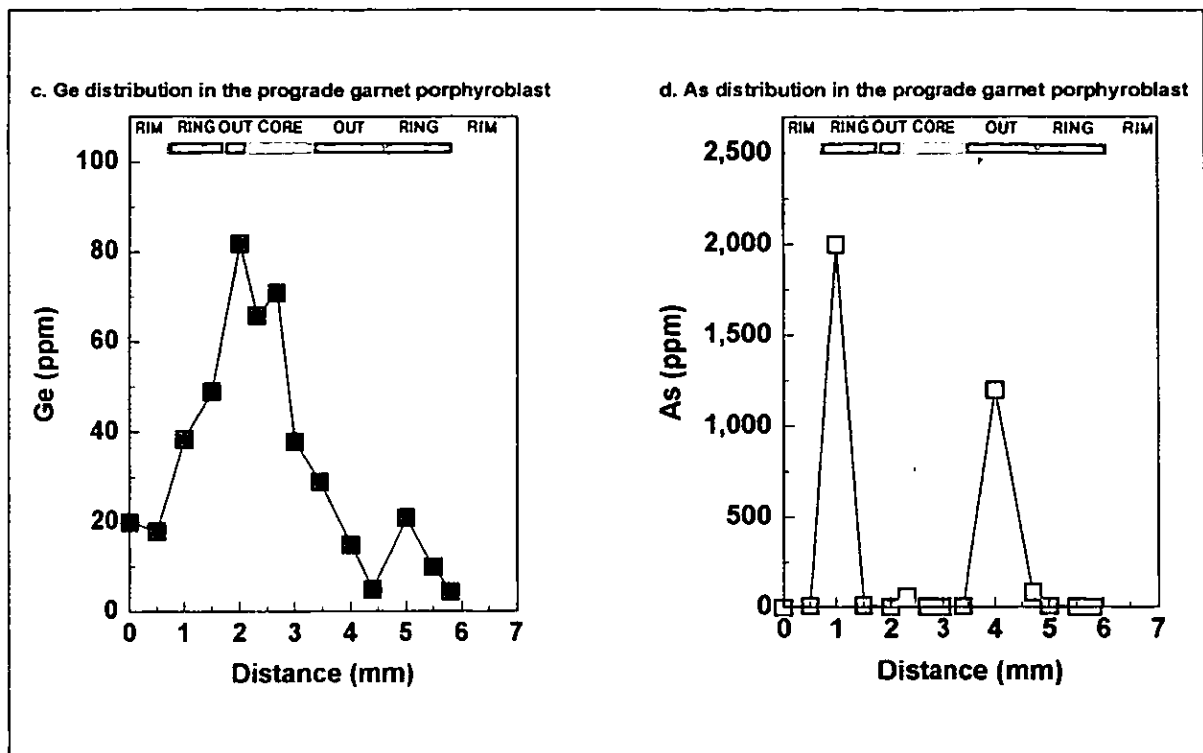 c. Ge distribution in the prograde garnet porphyroblast
RIM RING OUT CORE OUT RING RIM
100
80
60
40
20
0
Ge (ppm)
0 1 2 3 4 5 6 7
Distance (mm)
d. As distribution in the prograde garnet porphyroblast
RIM RING OUT CORE OUT RING RIM
2,500
2,000
1,500
1,000
500
0
As (ppm)
0 1 2 3 4 5 6 7
Distance (mm)